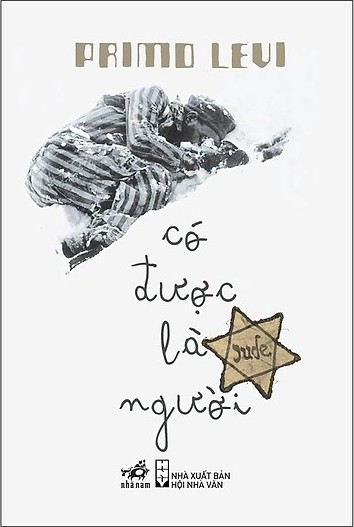 PRIMO LEVI
có
được
là
người
Jude
nhã nam
NHÀ XUẤT BẢN
HỘI NHÀ VĂN